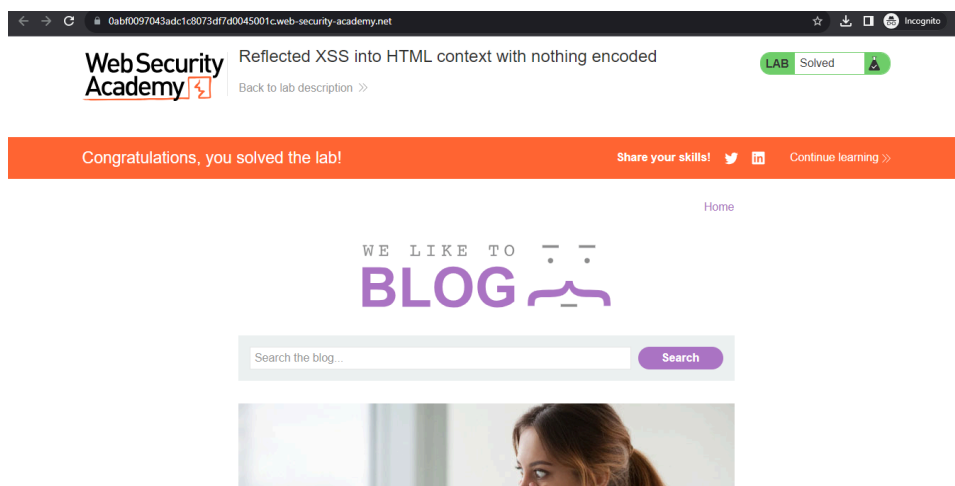 0abf0097043adc1c8073df7d0045001c.web-security-academy.net
Incognito
Web Security
Academy
Reflected XSS into HTML context with nothing encoded
Back to lab description
LAB Solved
Congratulations, you solved the lab!
Share your skills!
Continue learning
Home
WE LIKE TO
BLOG
Search the blog...
Search